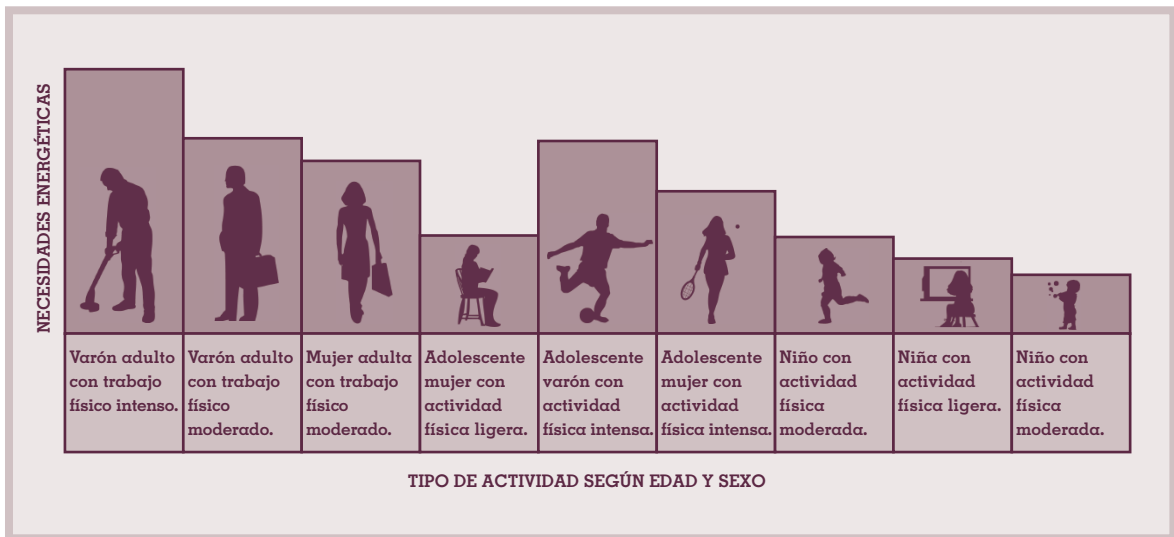 NECESIDADES ENERGÉTICAS
Varón adulto
con trabajo
físico intenso.
Varón adulto
con trabajo
físico
moderado.
Mujer adulta
con trabajo
físico
moderado.
Adolescente
mujer con
actividad
física ligera.
Adolescente
varón con
actividad
física intensa.
Adolescente
mujer con
actividad
física intensa.
Niño con
actividad
física
moderada.
Niña con
actividad
física ligera.
Niño con
actividad
física
moderada.
TIPO DE ACTIVIDAD SEGÚN EDAD Y SEXO